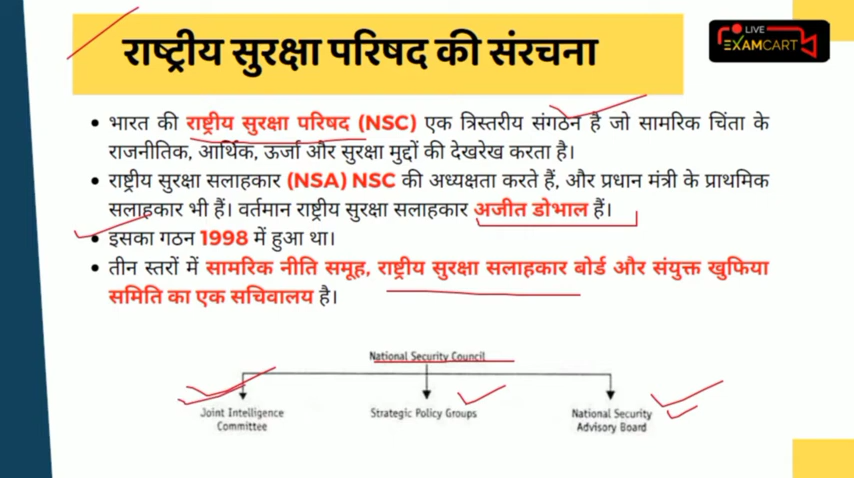 राष्ट्रीय सुरक्षा परिषद की संरचना
LIVE
EXAMCART
भारत की राष्ट्रीय सुरक्षा परिषद (NSC) एक त्रिस्तरीय संगठन है जो सामरिक चिंता के
राजनीतिक, आर्थिक, ऊर्जा और सुरक्षा मुद्दों की देखरेख करता है।
राष्ट्रीय सुरक्षा सलाहकार (NSA) NSC की अध्यक्षता करते हैं, और प्रधान मंत्री के प्राथमिक
सलाहकार भी हैं। वर्तमान राष्ट्रीय सुरक्षा सलाहकार अजीत डोभाल हैं।
इसका गठन 1998 में हुआ था।
तीन स्तरों में सामरिक नीति समूह, राष्ट्रीय सुरक्षा सलाहकार बोर्ड और संयुक्त खुफिया
समिति का एक सचिवालय है।
National Security Council
Joint Intelligence
Committee
Strategic Policy Groups
National Security
Advisory Board